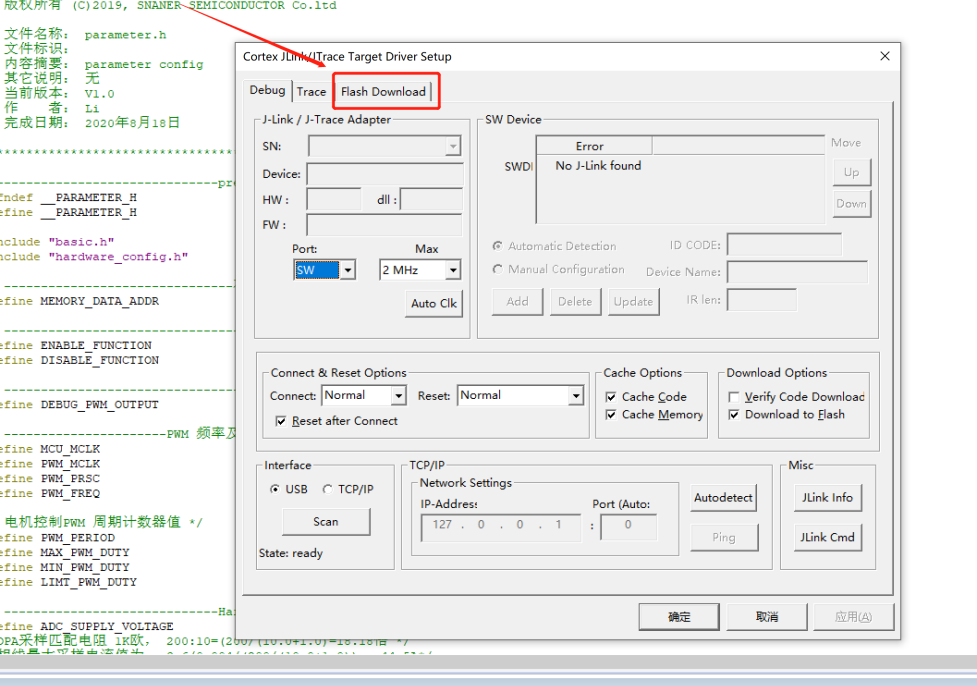 版权所有 (C)2019, SNANER SEMICONDUCTOR Co.ltd
文件名称： parameter.h
文件标识：
内容摘要： parameter config
其它说明： 无
当前版本： V1.0
作 者： Li
完成日期： 2020年8月18日
fndef __PARAMETER_H
efine __PARAMETER_H
nclude "basic.h"
nclude "hardware_config.h"
efine MEMORY_DATA_ADDR
efine ENABLE_FUNCTION
efine DISABLE_FUNCTION
efine DEBUG_PWM_OUTPUT
-----------------------PWM 频率及
efine MCU_MCLK
efine PWM_MCLK
efine PWM_PRSC
efine PWM_FREQ
电机控制PWM 周期计数器值 */
efine PWM_PERIOD
efine MAX_PWM_DUTY
efine MIN_PWM_DUTY
efine LIMT_PWM_DUTY
------------------------------Ha
efine ADC_SUPPLY_VOLTAGE
OPA采样匹配电阻 1K欧， 200:10=(200/(10.0+1.0)=18.18倍 */
Cortex JLink/JTrace Target Driver Setup
Debug Trace Flash Download
J-Link / J-Trace Adapter
SN:
Device:
HW : dll :
FW :
Port: Max
SW 2 MHz
Auto Clk
SW Device
Error Move
SWDI No J-Link found
Up
Down
Automatic Detection ID CODE:
Manual Configuration Device Name:
Add Delete Update IR len:
Connect & Reset Options
Connect: Normal Reset: Normal
Reset after Connect
Cache Options
Cache Code
Cache Memory
Download Options
Verify Code Download
Download to Flash
Interface
USB TCP/IP
Scan
State: ready
TCP/IP
Network Settings
IP-Address Port (Auto:
127 . 0 . 0 . 1 : 0
Autodetect
Ping
Misc
JLink Info
JLink Cmd
确定 取消 应用(A)